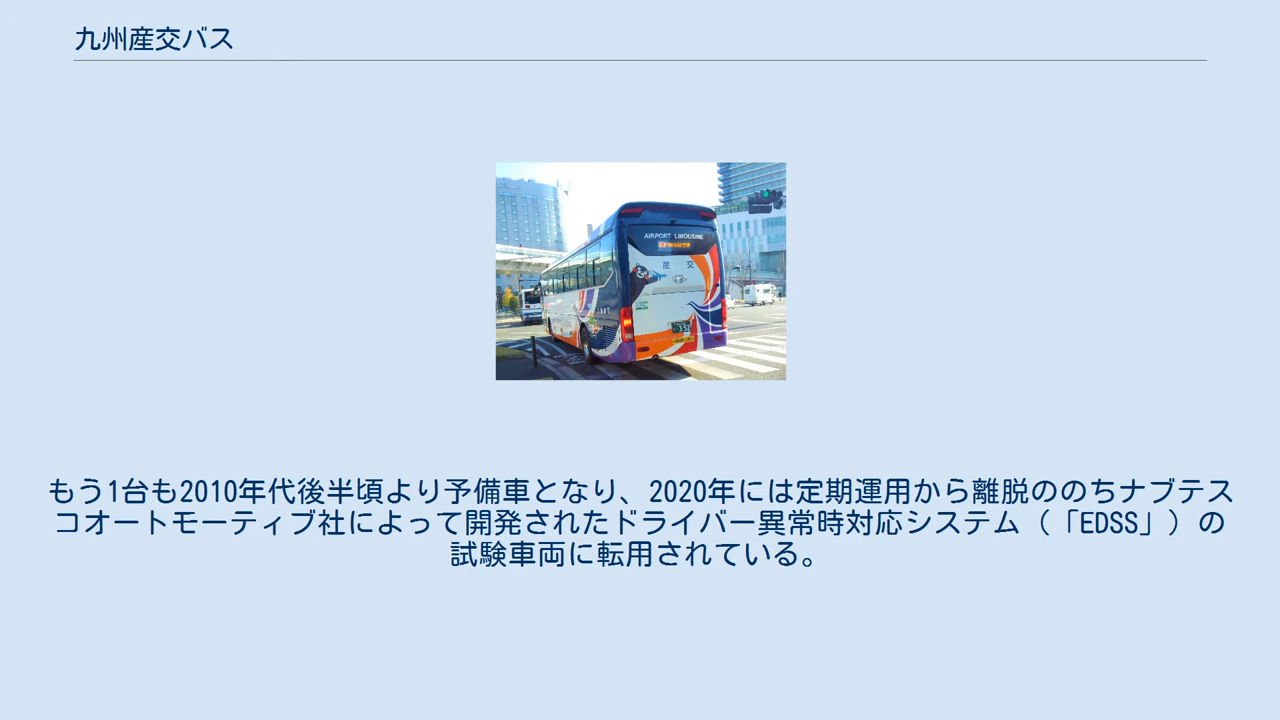 九州産交バス
AIRPORT LIMOUSINE
産 交
もう1台も2010年代後半頃より予備車となり、2020年には定期運用から離脱ののちナブテス
コオートモーティブ社によって開発されたドライバー異常時対応システム（「EDSS」）の
試験車両に転用されている。